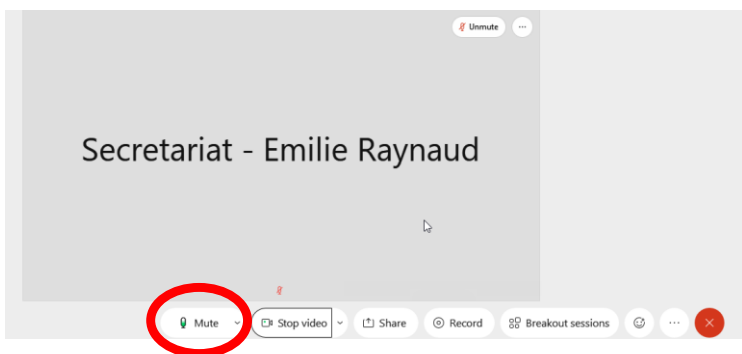 Unmute
Secretariat - Emilie Raynaud
Mute Stop video Share Record Breakout sessions